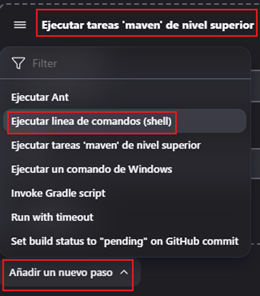 Ejecutar tareas 'maven' de nivel superior
Filter
Ejecutar Ant
Ejecutar linea de comandos (shell)
Ejecutar tareas 'maven' de nivel superior
Ejecutar un comando de Windows
Invoke Gradle script
Run with timeout
Set build status to "pending" on GitHub commit
Añadir un nuevo paso